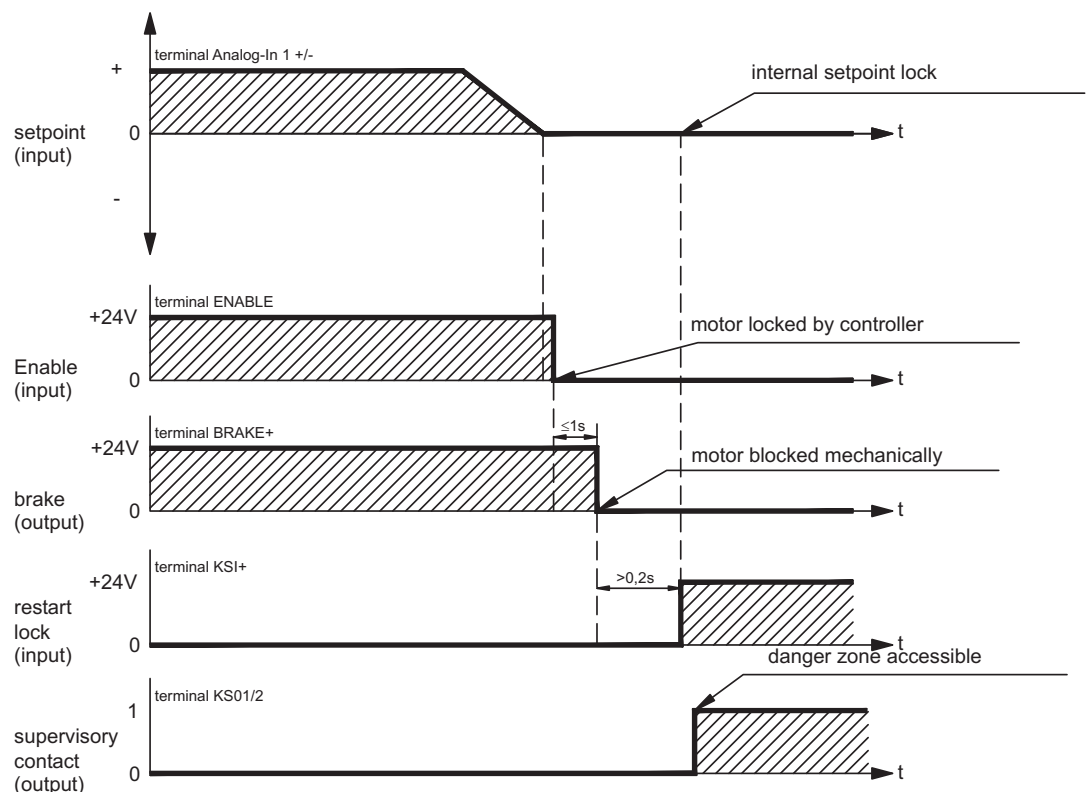 terminal Analog-In 1 +/-
+
internal setpoint lock
setpoint
(input)
0
t
-
terminal ENABLE
+24V
motor locked by controller
Enable
(input)
0
t
terminal BRAKE+
≤1s
+24V
motor blocked mechanically
brake
(output)
0
t
terminal KSI+
+24V
>0,2s
restart
lock
(input)
0
t
danger zone accessible
terminal KS01/2
1
supervisory
contact
(output)
0
t